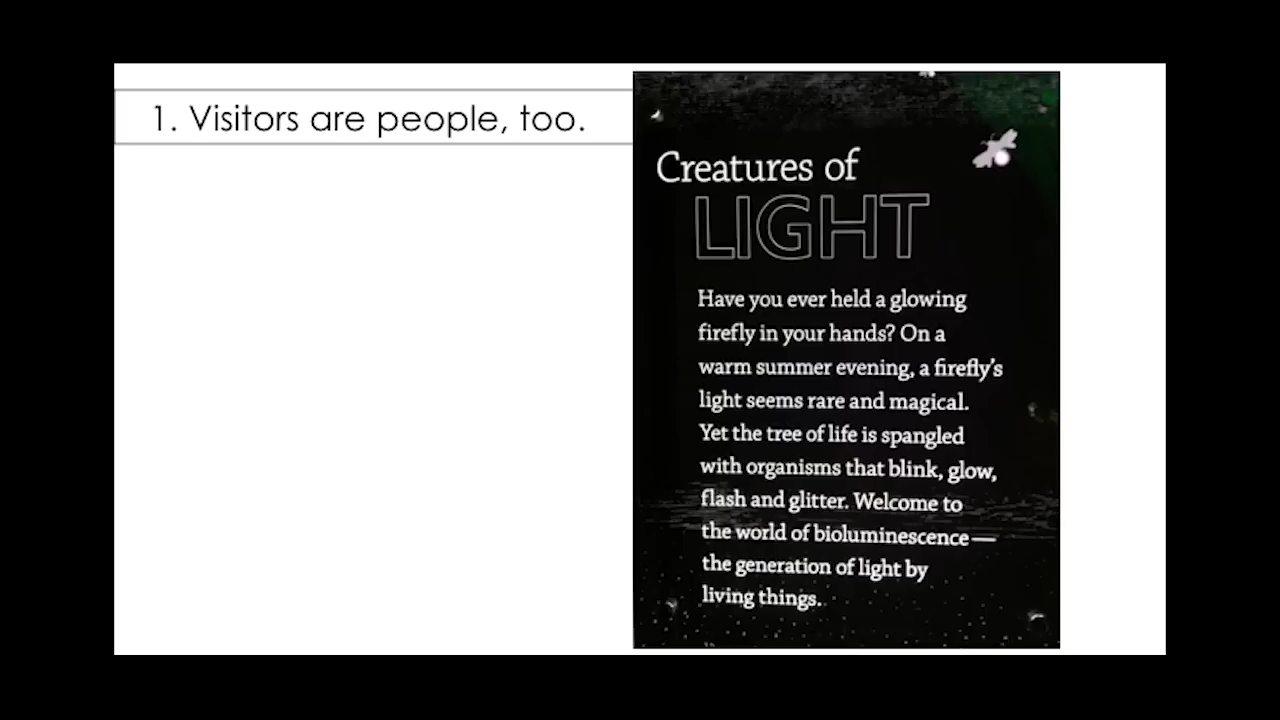 1. Visitors are people, too.
Creatures of
LIGHT
Have you ever held a glowing
firefly in your hands? On a
warm summer evening, a firefly's
light seems rare and magical.
Yet the tree of life is spangled
with organisms that blink, glow,
flash and glitter. Welcome to
the world of bioluminescence—
the generation of light by
living things.